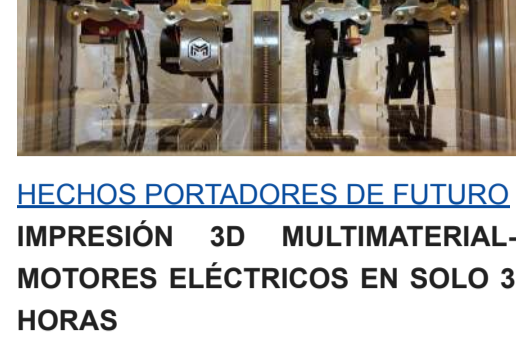 HECHOS PORTADORES DE FUTURO
IMPRESIÓN 3D MULTIMATERIAL-
MOTORES ELÉCTRICOS EN SOLO 3
HORAS